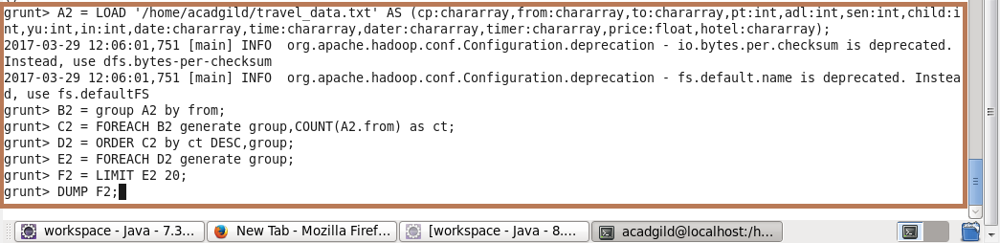 grunt> A2 = LOAD '/home/acadgild/travel_data.txt' AS (cp:chararray,from:chararray,to:chararray,pt:int,adl:int,sen:int,child:i
nt,yu:int,in:int,date:chararray,time:chararray,dater:chararray,timer:chararray,price:float,hotel:chararray);
2017-03-29 12:06:01,751 [main] INFO  org.apache.hadoop.conf.Configuration.deprecation - io.bytes.per.checksum is deprecated.
Instead, use dfs.bytes-per-checksum
2017-03-29 12:06:01,751 [main] INFO  org.apache.hadoop.conf.Configuration.deprecation - fs.default.name is deprecated. Instea
d, use fs.defaultFS
grunt> B2 = group A2 by from;
grunt> C2 = FOREACH B2 generate group,COUNT(A2.from) as ct;
grunt> D2 = ORDER C2 by ct DESC,group;
grunt> E2 = FOREACH D2 generate group;
grunt> F2 = LIMIT E2 20;
grunt> DUMP F2;
workspace - Java - 7.3... New Tab - Mozilla Firef... [workspace - Java - 8.... acadgild@localhost:/h...